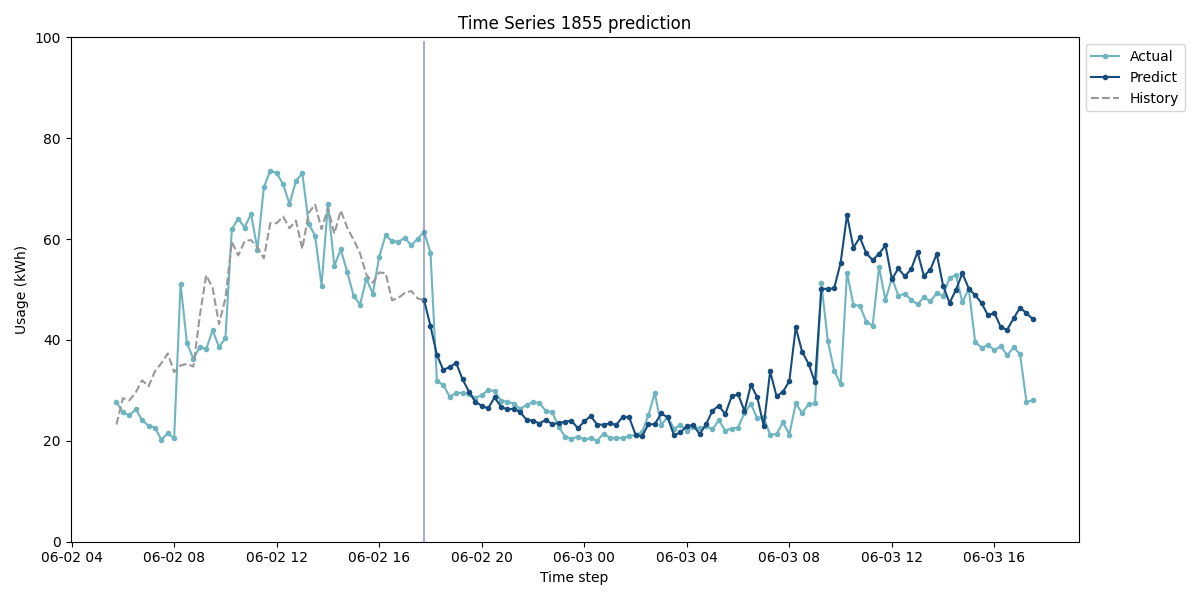 Time Series 1855 prediction
100
80
60
40
20
0
Usage (kWh)
06-02 04 06-02 08 06-02 12 06-02 16 06-02 20 06-03 00 06-03 04 06-03 08 06-03 12 06-03 16
Time step
Actual
Predict
History